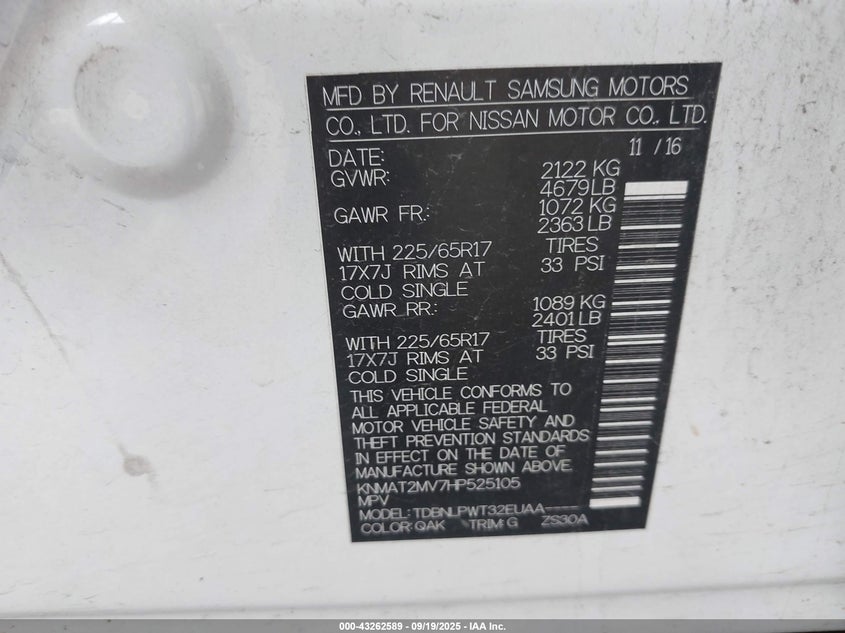 MFD BY RENAULT SAMSUNG MOTORS
CO., LTD. FOR NISSAN MOTOR CO., LTD.
DATE: 11 / 16
GVWR: 2122 KG
4679 LB
GAWR FR.: 1072 KG
2363 LB
WITH 225/65R17 TIRES
17X7J RIMS AT 33 PSI
COLD SINGLE
GAWR RR.: 1089 KG
2401 LB
WITH 225/65R17 TIRES
17X7J RIMS AT 33 PSI
COLD SINGLE
THIS VEHICLE CONFORMS TO
ALL APPLICABLE FEDERAL
MOTOR VEHICLE SAFETY AND
THEFT PREVENTION STANDARDS
IN EFFECT ON THE DATE OF
MANUFACTURE SHOWN ABOVE.
KNMAT2MV7HP525105
MPV
MODEL: TDBNLPWT32EUAA-----
COLOR: QAK TRIM: G ZS30A
000-43262589 - 09/19/2025 - IAA Inc.